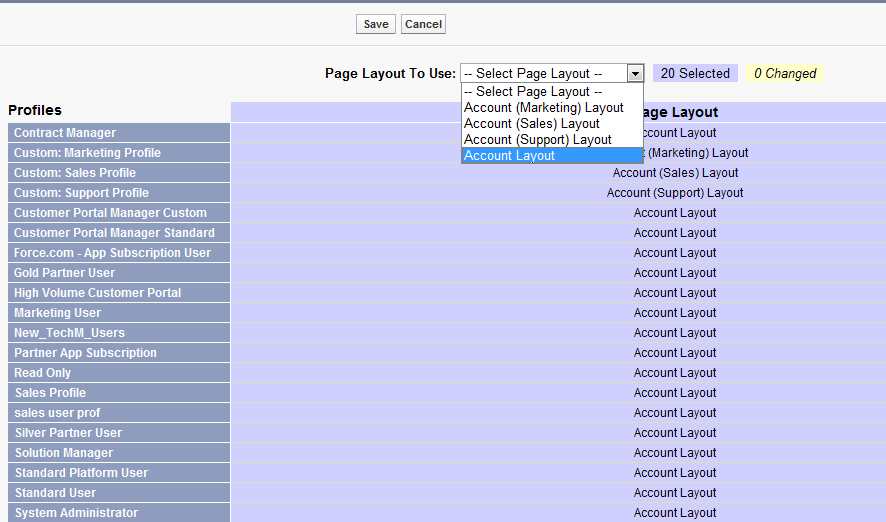 Save Cancel
Page Layout To Use: -- Select Page Layout -- 20 Selected 0 Changed
-- Select Page Layout --
Account (Marketing) Layout
Account (Sales) Layout
Account (Support) Layout
Account Layout
Profiles age Layout
Contract Manager ccount Layout
Custom: Marketing Profile t (Marketing) Layout
Custom: Sales Profile Account (Sales) Layout
Custom: Support Profile Account (Support) Layout
Customer Portal Manager Custom Account Layout
Customer Portal Manager Standard Account Layout
Force.com - App Subscription User Account Layout
Gold Partner User Account Layout
High Volume Customer Portal Account Layout
Marketing User Account Layout
New_TechM_Users Account Layout
Partner App Subscription Account Layout
Read Only Account Layout
Sales Profile Account Layout
sales user prof Account Layout
Silver Partner User Account Layout
Solution Manager Account Layout
Standard Platform User Account Layout
Standard User Account Layout
System Administrator Account Layout